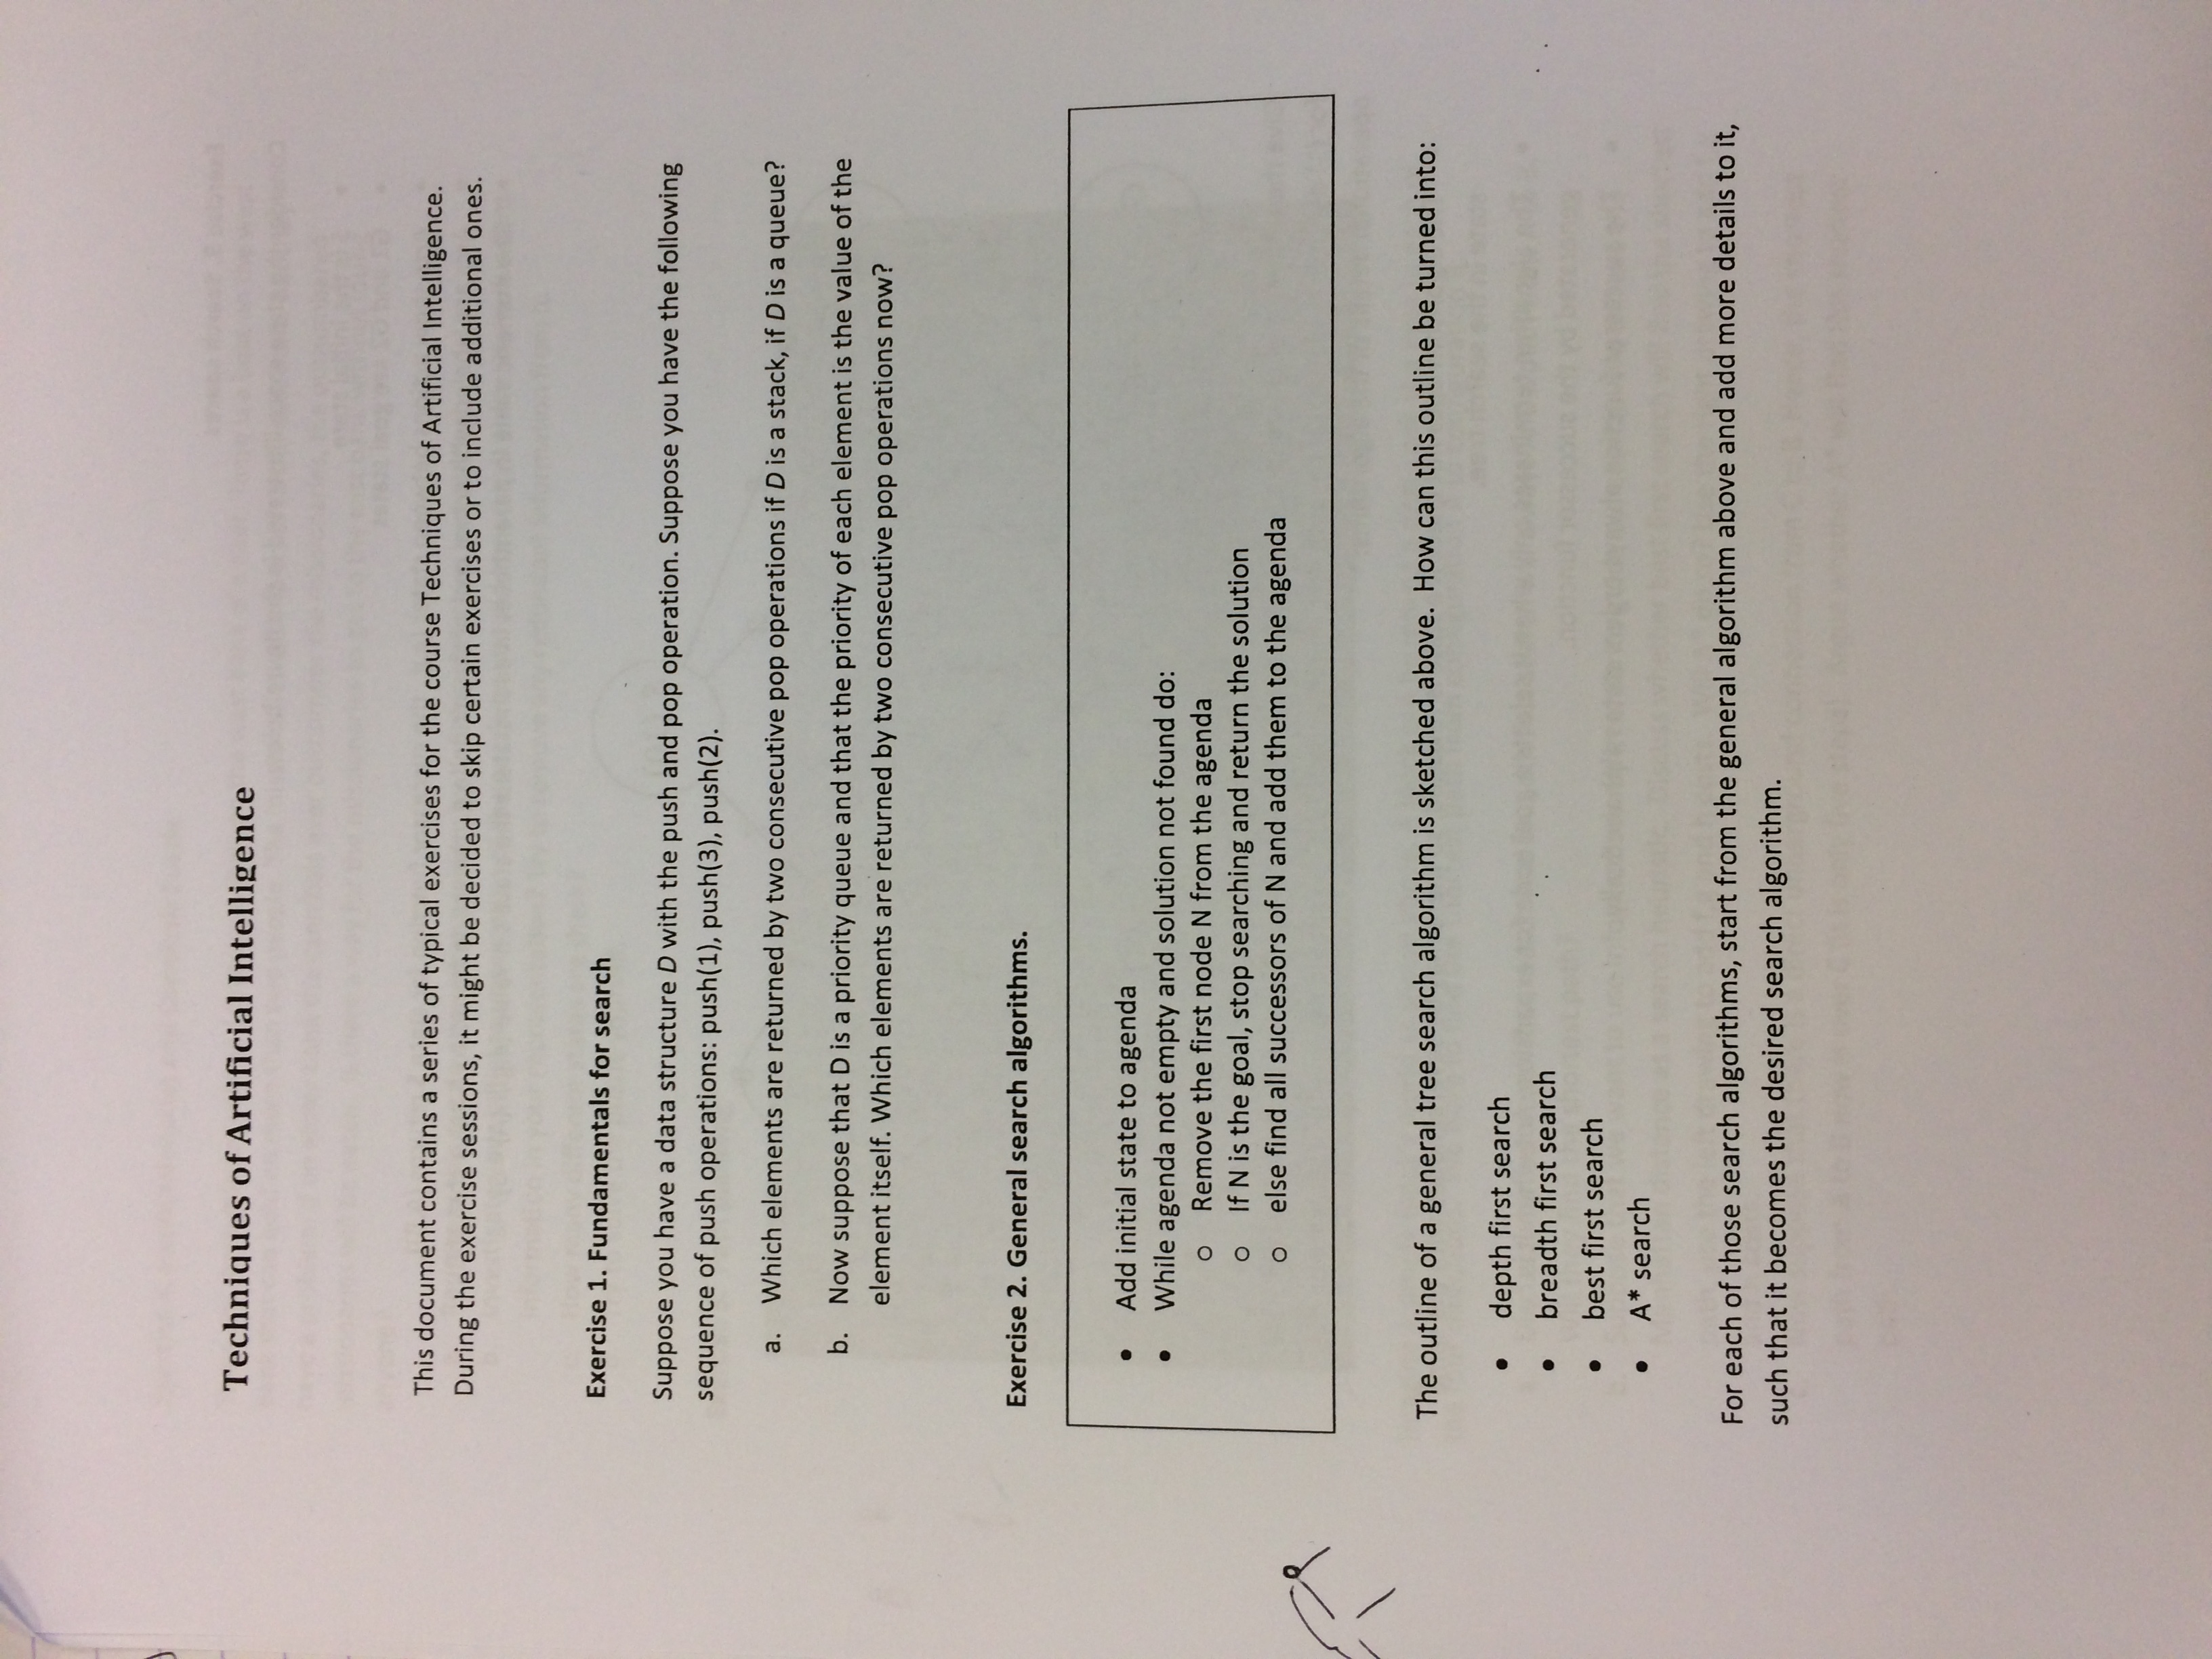 Techniques of Artificial Intelligence
This document contains a series of typical exercises for the course Techniques of Artificial Intelligence.
During the exercise sessions, it might be decided to skip certain exercises or to include additional ones.
Exercise 1. Fundamentals for search
Suppose you have a data structure D with the push and pop operation. Suppose you have the following
sequence of push operations: push(1), push(3), push(2).
a. Which elements are returned by two consecutive pop operations if D is a stack, if D is a queue?
b. Now suppose that D is a priority queue and that the priority of each element is the value of the
element itself. Which elements are returned by two consecutive pop operations now?
Exercise 2. General search algorithms.
• Add initial state to agenda
• While agenda not empty and solution not found do:
o Remove the first node N from the agenda
o If N is the goal, stop searching and return the solution
o else find all successors of N and add them to the agenda
The outline of a general tree search algorithm is sketched above. How can this outline be turned into:
• depth first search
• breadth first search
• best first search
• A* search
For each of those search algorithms, start from the general algorithm above and add more details to it,
such that it becomes the desired search algorithm.